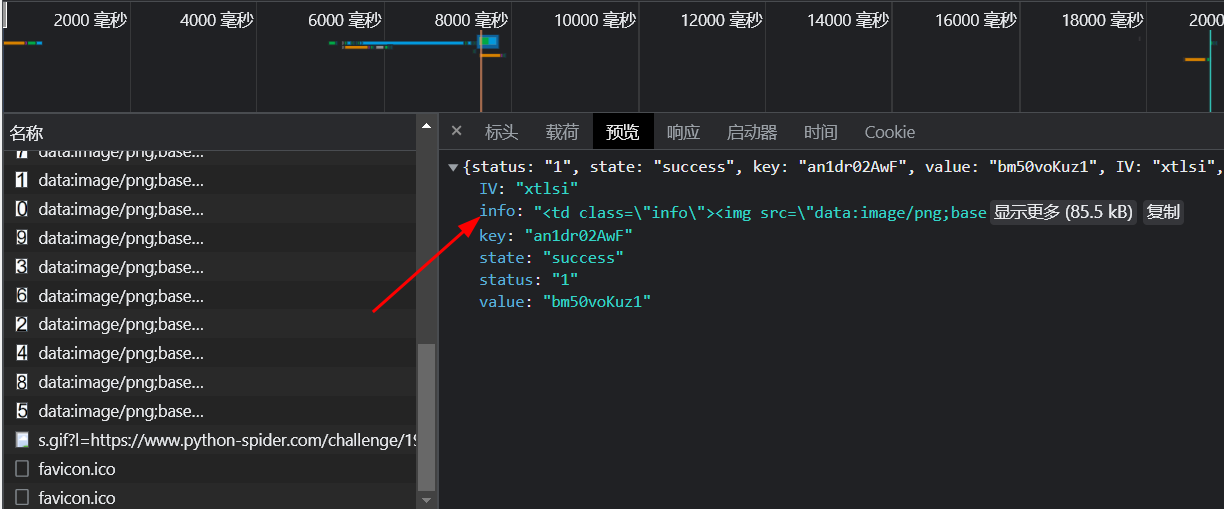 2000 毫秒 4000 毫秒 6000 毫秒 8000 毫秒 10000 毫秒 12000 毫秒 14000 毫秒 16000 毫秒 18000 毫秒 2000
名称
7 data:image/png;base...
1 data:image/png;base...
0 data:image/png;base...
9 data:image/png;base...
3 data:image/png;base...
6 data:image/png;base...
2 data:image/png;base...
4 data:image/png;base...
8 data:image/png;base...
5 data:image/png;base...
s.gif?l=https://www.python-spider.com/challenge/19
favicon.ico
favicon.ico
× 标头 载荷 预览 响应 启动器 时间 Cookie
{status: "1", state: "success", key: "an1dr02AwF", value: "bm50voKuz1", IV: "xtlsi",
IV: "xtlsi"
info: "<td class=\"info\"><img src=\"data:image/png;base 显示更多 (85.5 kB) 复制
key: "an1dr02AwF"
state: "success"
status: "1"
value: "bm50voKuz1"